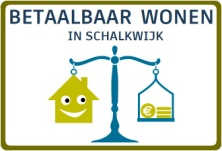 BETAALBAAR WONEN
IN SCHALKWIJK
€